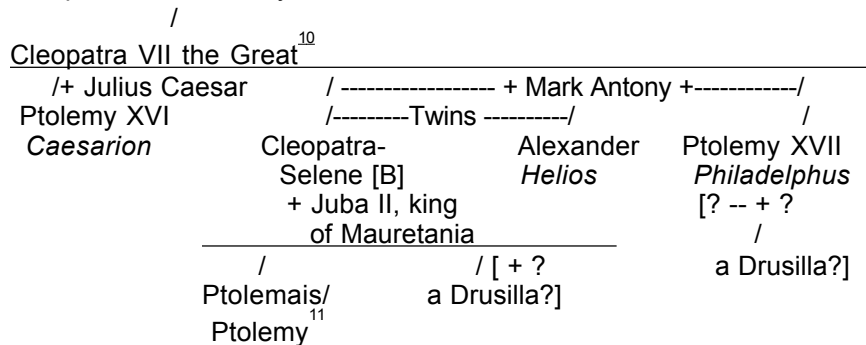 /
Cleopatra VII the Great10
/+ Julius Caesar / ------------------ + Mark Antony +------------/
Ptolemy XVI /---------Twins ----------/ /
Caesarion Cleopatra- Alexander Ptolemy XVII
Selene [B] Helios Philadelphus
+ Juba II, king [? -- + ?
of Mauretania /
/ / [ + ? a Drusilla?]
Ptolemais/ a Drusilla?]
Ptolemy11